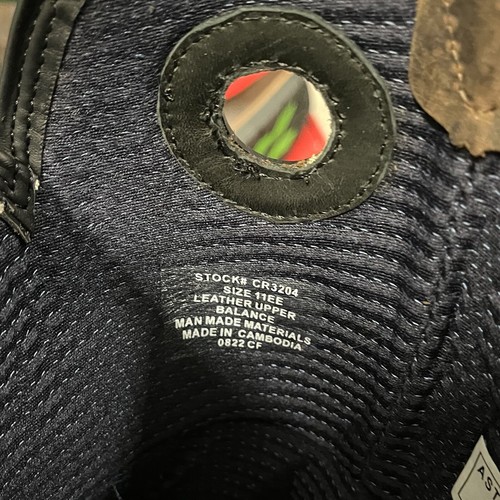 STOCK# CR3204
SIZE 11EE
LEATHER UPPER
BALANCE
MAN MADE MATERIALS
MADE IN CAMBODIA
0822 CF